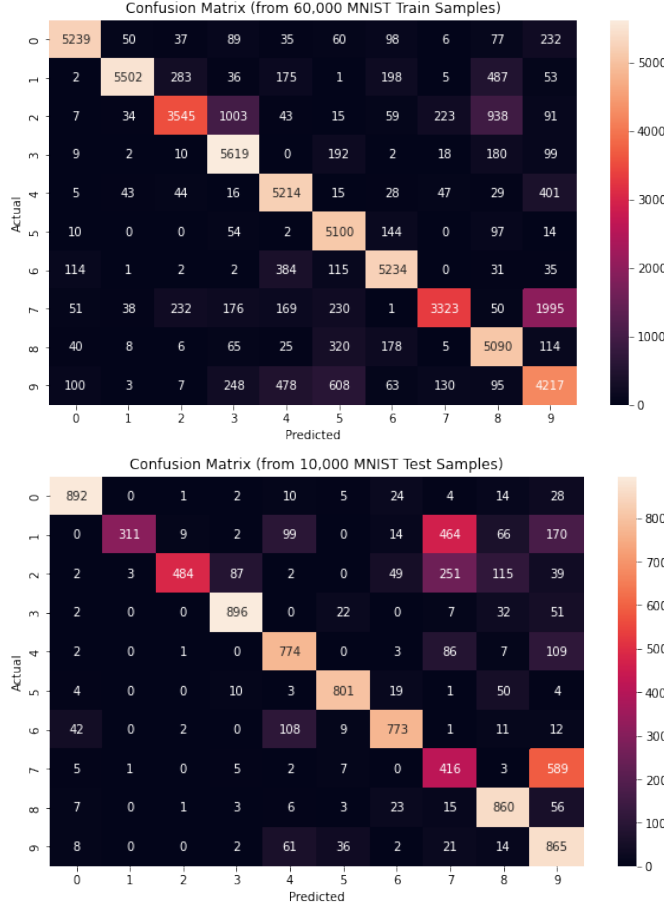 Confusion Matrix (from 60,000 MNIST Train Samples)
0 5239 50 37 89 35 60 98 6 77 232
1 2 5502 283 36 175 1 198 5 487 53
2 7 34 3545 1003 43 15 59 223 938 91
3 9 2 10 5619 0 192 2 18 180 99
4 5 43 44 16 5214 15 28 47 29 401
5 10 0 0 54 2 5100 144 0 97 14
6 114 1 2 2 384 115 5234 0 31 35
7 51 38 232 176 169 230 1 3323 50 1995
8 40 8 6 65 25 320 178 5 5090 114
9 100 3 7 248 478 608 63 130 95 4217
0 1 2 3 4 5 6 7 8 9
Actual
Predicted
5000
4000
3000
2000
1000
0
Confusion Matrix (from 10,000 MNIST Test Samples)
0 892 0 1 2 10 5 24 4 14 28
1 0 311 9 2 99 0 14 464 66 170
2 2 3 484 87 2 0 49 251 115 39
3 2 0 0 896 0 22 0 7 32 51
4 2 0 1 0 774 0 3 86 7 109
5 4 0 0 10 3 801 19 1 50 4
6 42 0 2 0 108 9 773 1 11 12
7 5 1 0 5 2 7 0 416 3 589
8 7 0 1 3 6 3 23 15 860 56
9 8 0 0 2 61 36 2 21 14 865
0 1 2 3 4 5 6 7 8 9
Actual
Predicted
800
700
600
500
400
300
200
100
0